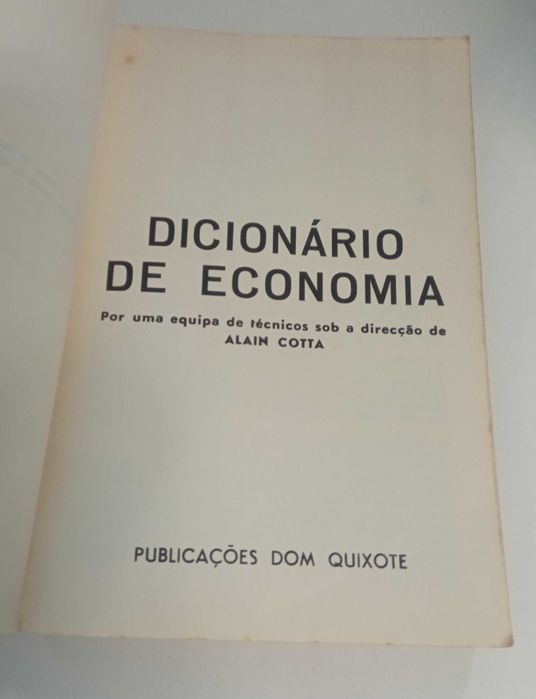 DICIONÁRIO
DE ECONOMIA
Por uma equipa de técnicos sob a direcção de
ALAIN COTTA
PUBLICAÇÕES DOM QUIXOTE